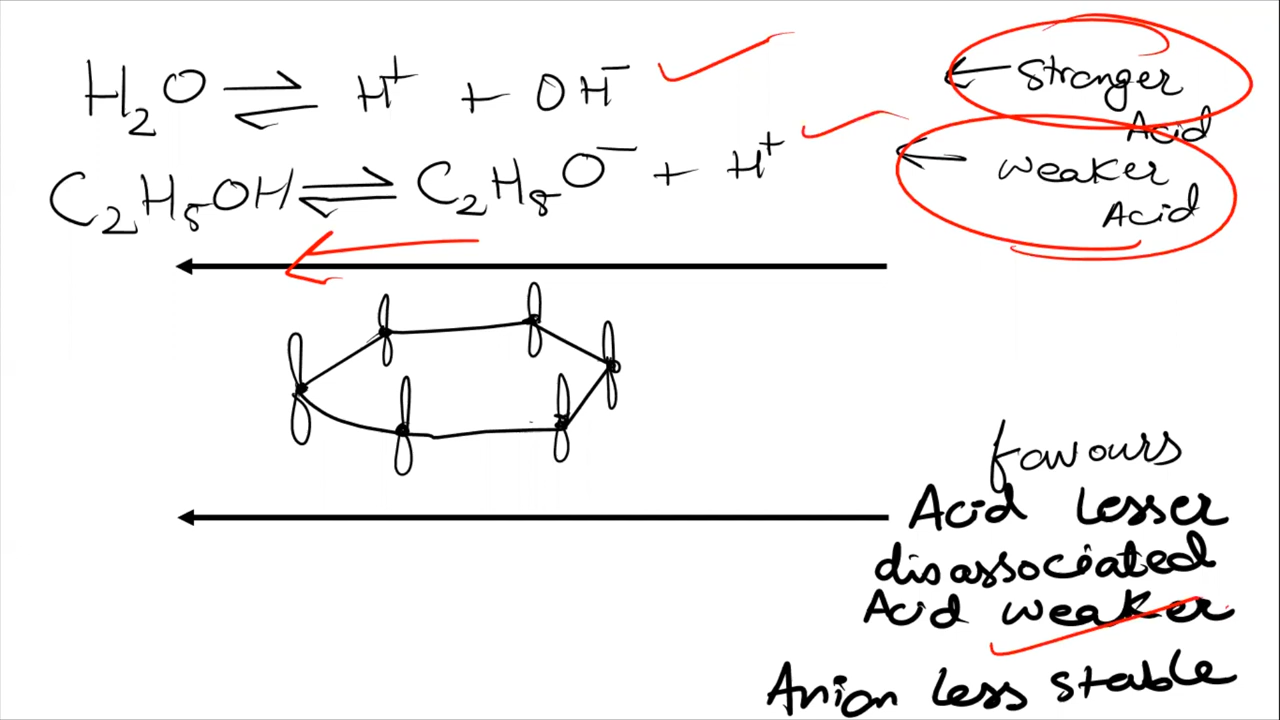 H₂O ⇌ H⁺ + OH⁻
← Stronger Acid
C₂H₅OH ⇌ C₂H₅O⁻ + H⁺
← weaker
Acid
favours
Acid Lesser
disassociated
Acid weaker
Anion less stable